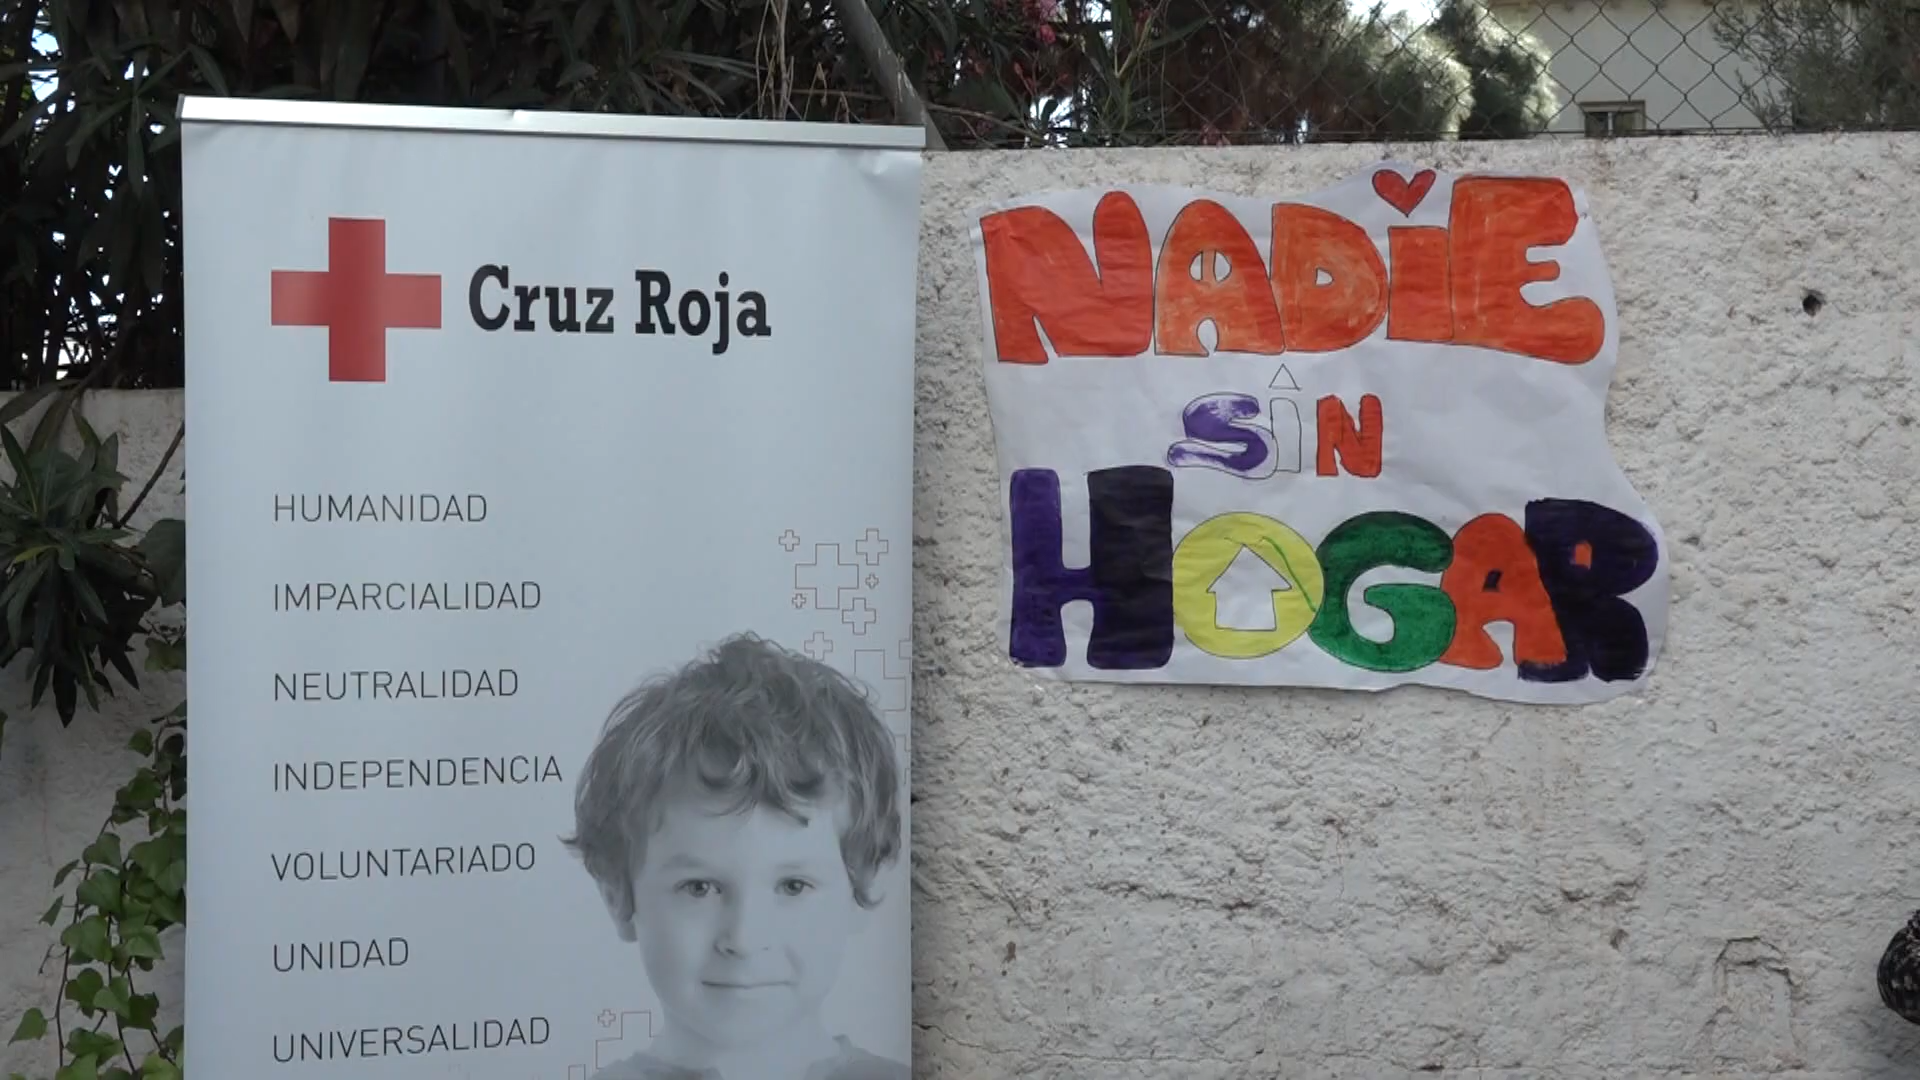 Cruz Roja
HUMANIDAD
IMPARCIALIDAD
NEUTRALIDAD
INDEPENDENCIA
VOLUNTARIADO
UNIDAD
UNIVERSALIDAD
NADiE
SiN
HOGAR